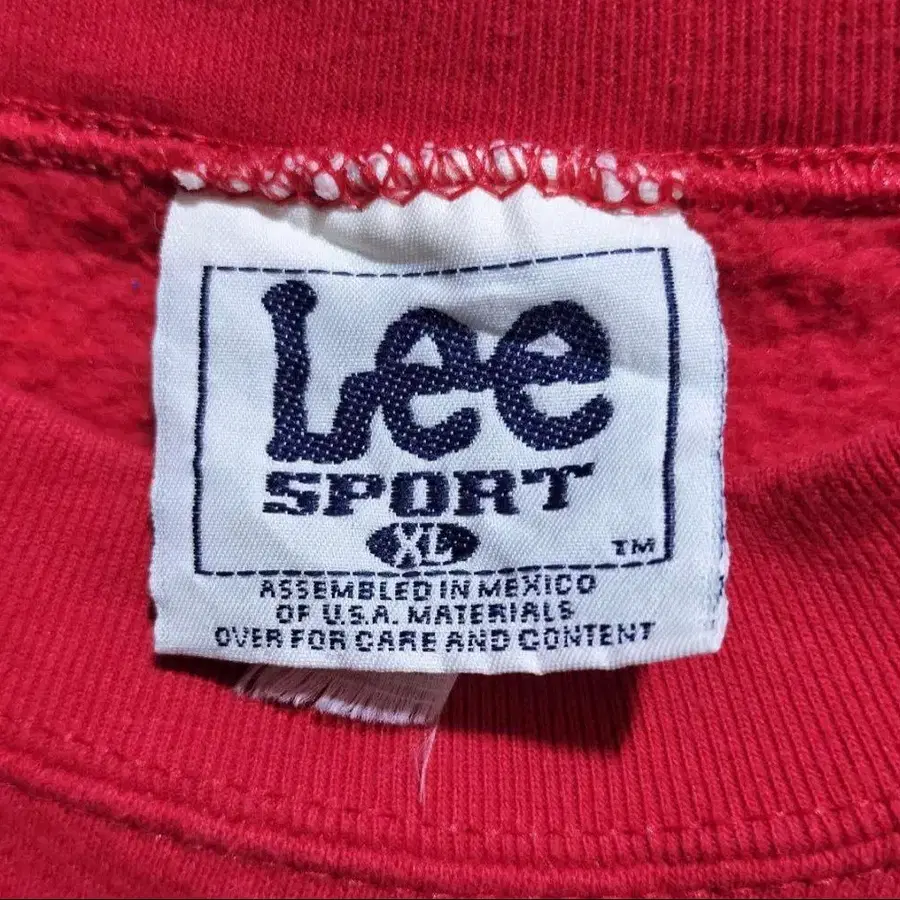 Lee
SPORT
XL
TM
ASSEMBLED IN MEXICO
OF U.S.A. MATERIALS
OVER FOR CARE AND CONTENT